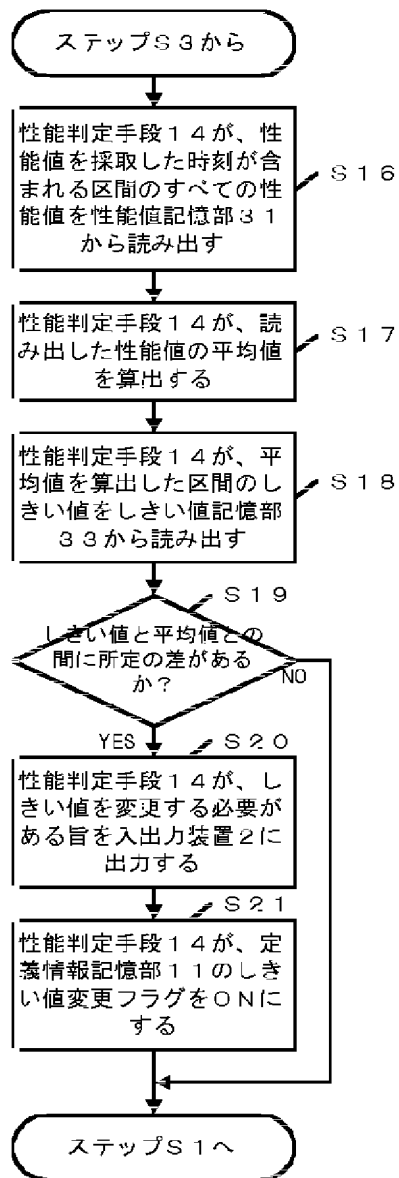 ステップS3から
性能判定手段14が、性
能値を採取した時刻が含
まれる区間のすべての性
能値を性能値記憶部31
から読み出す
S16
性能判定手段14が、読
み出した性能値の平均値
を算出する
S17
性能判定手段14が、平
均値を算出した区間のし
きい値をしきい値記憶部
33から読み出す
S18
S19
しきい値と平均値との
間に所定の差がある
か?
NO
YES
S20
性能判定手段14が、し
きい値を変更する必要が
ある旨を入出力装置2に
出力する
S21
性能判定手段14が、定
義情報記憶部11のしき
い値変更フラグをONに
する
ステップS1へ